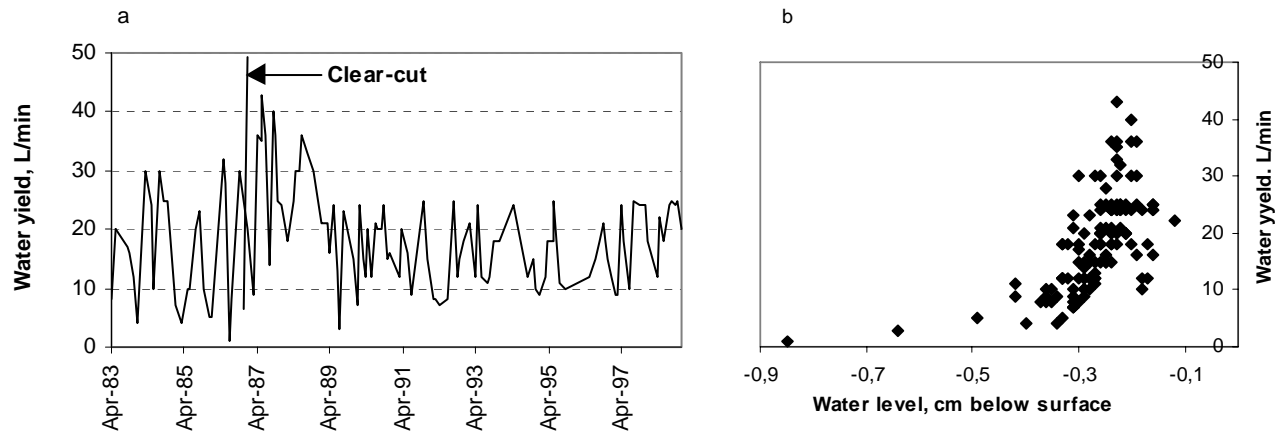 a
Water yield, L/min
50
40
30
20
10
0
Clear-cut
Apr-83
Apr-85
Apr-87
Apr-89
Apr-91
Apr-93
Apr-95
Apr-97
b
50
40
30
20
10
0
Water yyeld. L/min
-0,9
-0,7
-0,5
-0,3
-0,1
Water level, cm below surface